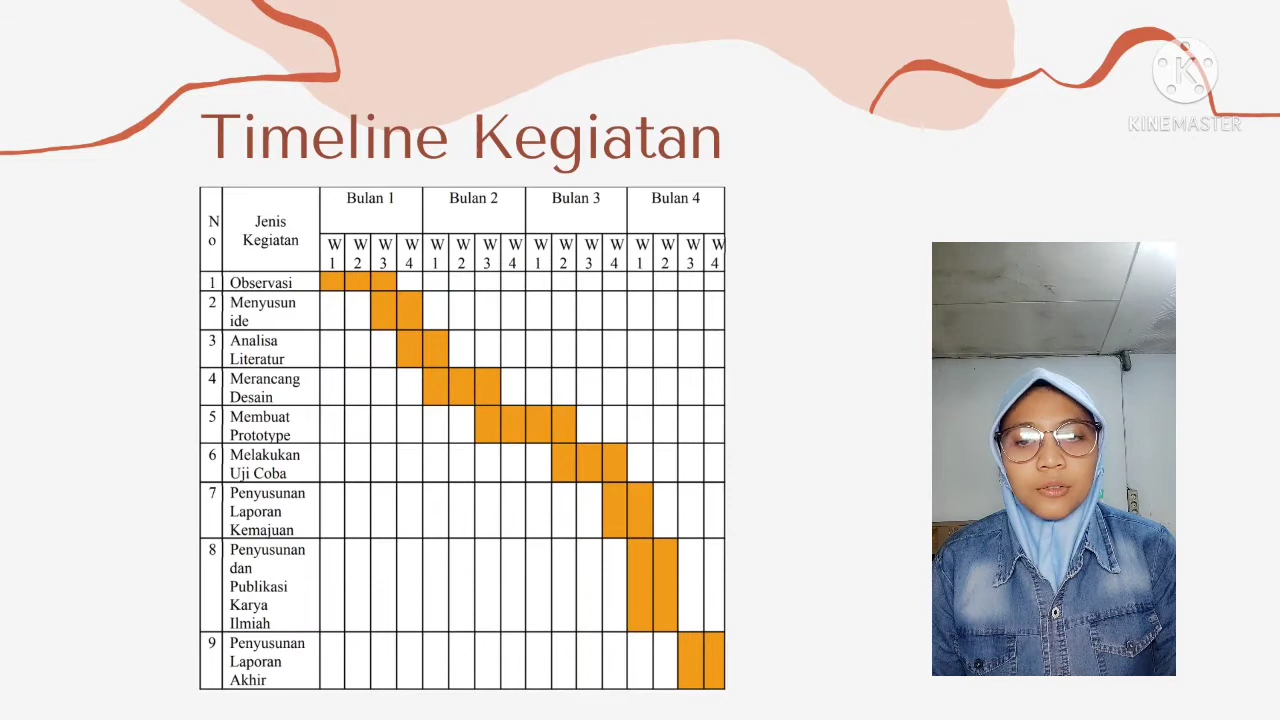 KINEMASTER
Timeline Kegiatan
Bulan 1 Bulan 2 Bulan 3 Bulan 4
N
o
Jenis
Kegiatan
W W W W W W W W W W W W W W W W
1 2 3 4 1 2 3 4 1 2 3 4 1 2 3 4
1 Observasi
2 Menyusun
ide
3 Analisa
Literatur
4 Merancang
Desain
5 Membuat
Prototype
6 Melakukan
Uji Coba
7 Penyusunan
Laporan
Kemajuan
8 Penyusunan
dan
Publikasi
Karya
Ilmiah
9 Penyusunan
Laporan
Akhir